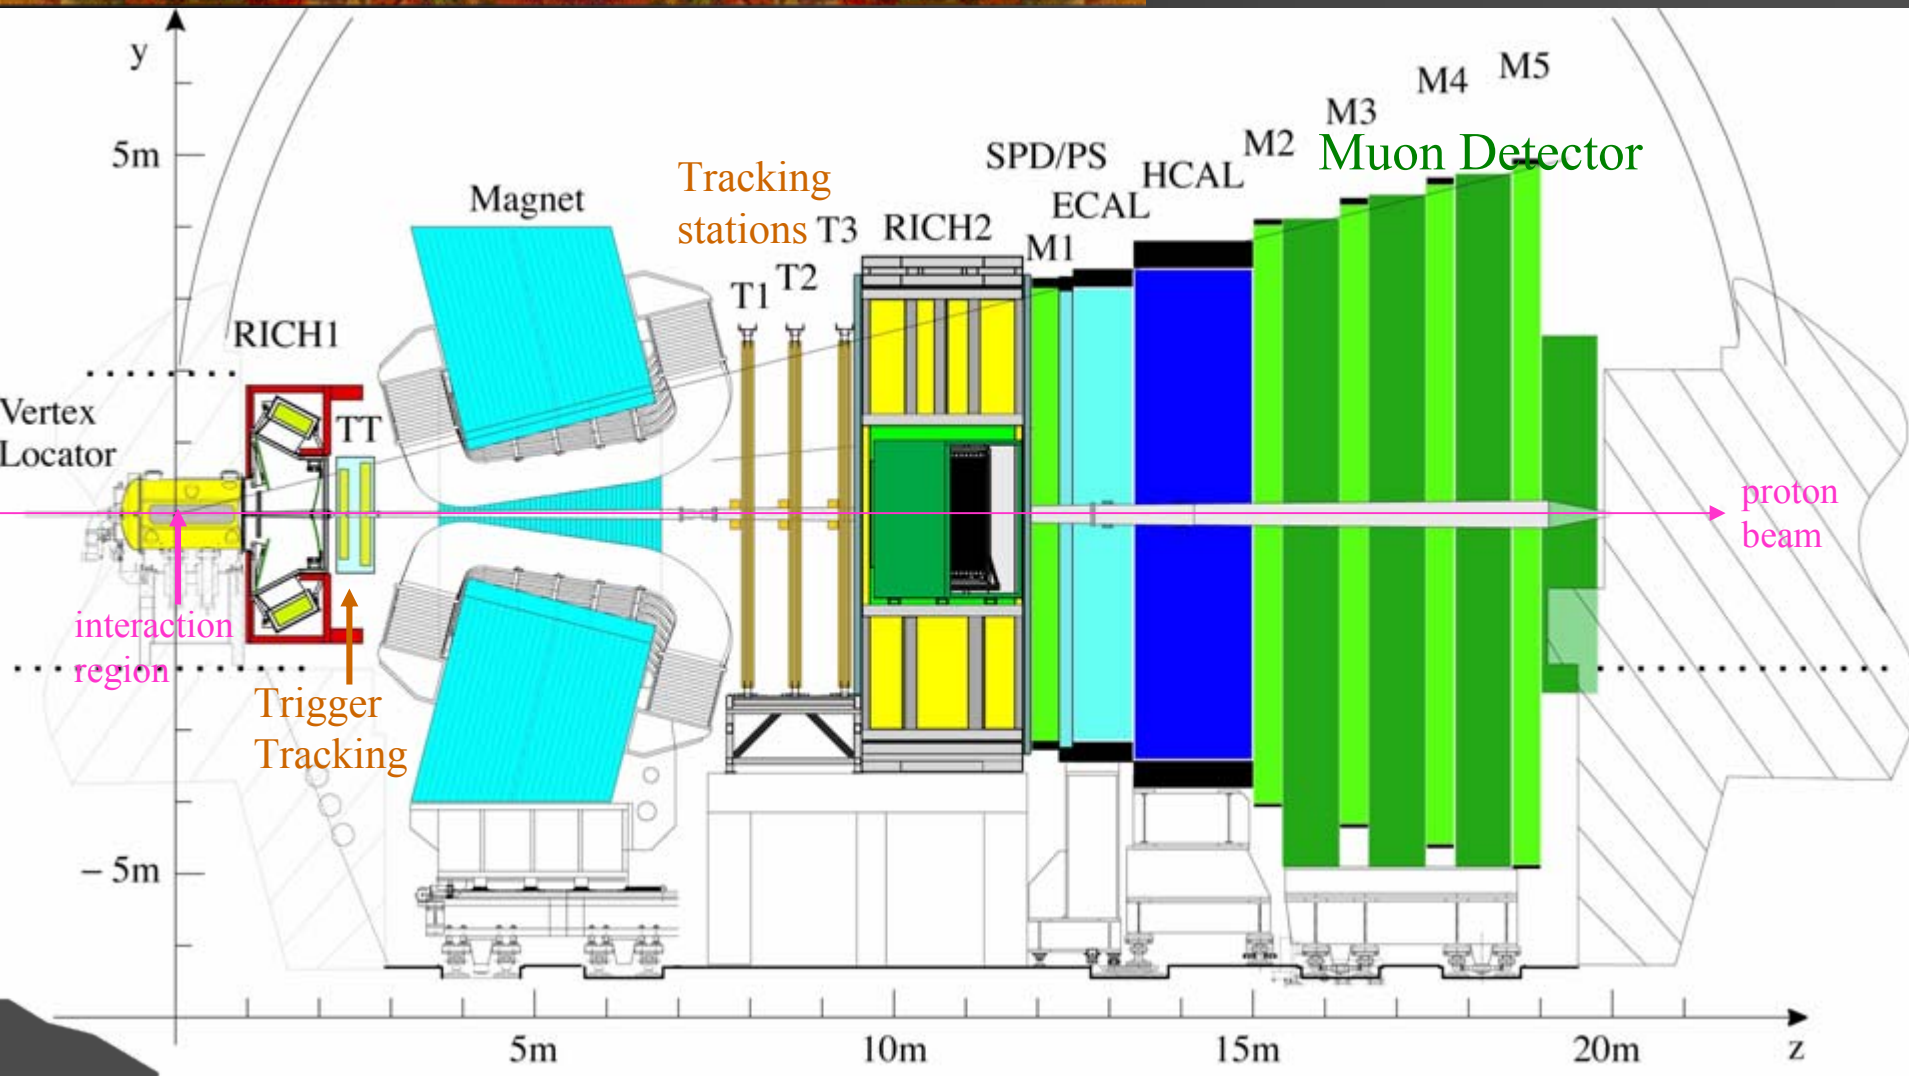 y
5m
Magnet
Tracking
stations
T1
T2
T3
RICH2
M1
SPD/PS
ECAL
HCAL
M2
M3
M4
M5
Muon Detector
RICH1
TT
Vertex
Locator
interaction
region
Trigger
Tracking
proton
beam
– 5m
5m
10m
15m
20m
z